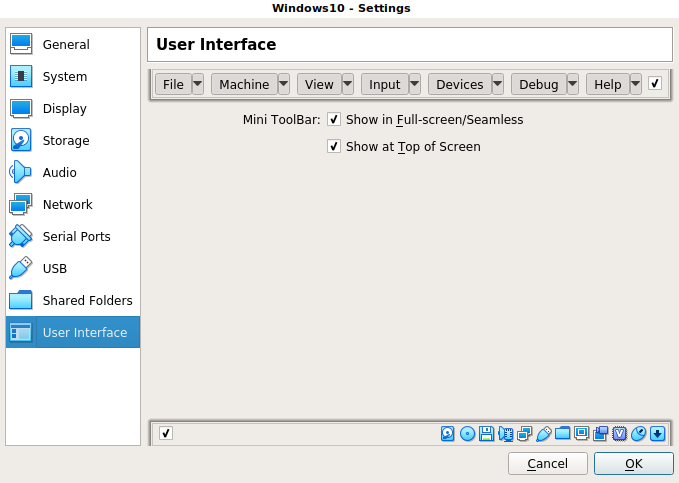 Windows10 - Settings
General
System
Display
Storage
Audio
Network
Serial Ports
USB
Shared Folders
User Interface
User Interface
File Machine View Input Devices Debug Help
Mini ToolBar: Show in Full-screen/Seamless
Show at Top of Screen
Cancel OK